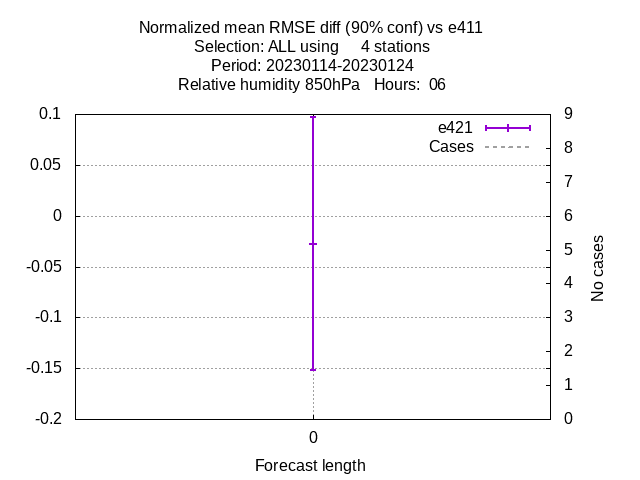 Normalized mean RMSE diff (90% conf) vs e411
Selection: ALL using     4 stations
Period: 20230114-20230124
Relative humidity 850hPa   Hours:  06
0.1
0.05
0
-0.05
-0.1
-0.15
-0.2
e421
Cases
9
8
7
6
5
4
3
2
1
0
No cases
0
Forecast length